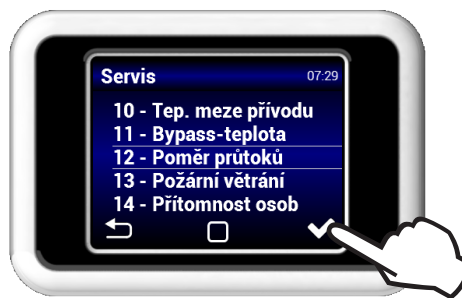 Servis 07:29
10 - Tep. meze přívodu
11 - Bypass-teplota
12 - Poměr průtoků
13 - Požární větrání
14 - Přítomnost osob